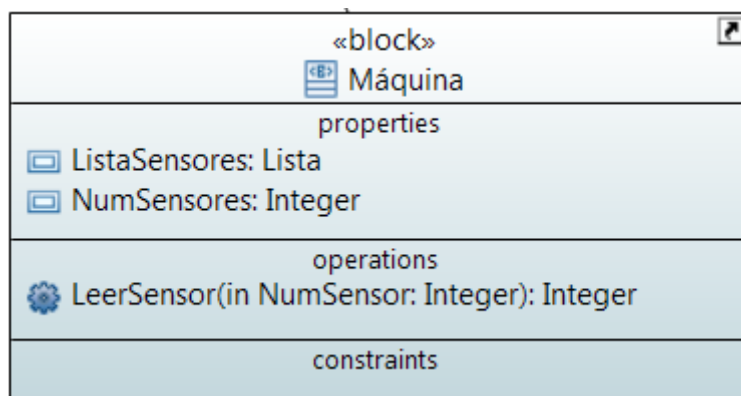 «block»
Máquina
properties
ListaSensores: Lista
NumSensores: Integer
operations
LeerSensor(in NumSensor: Integer): Integer
constraints